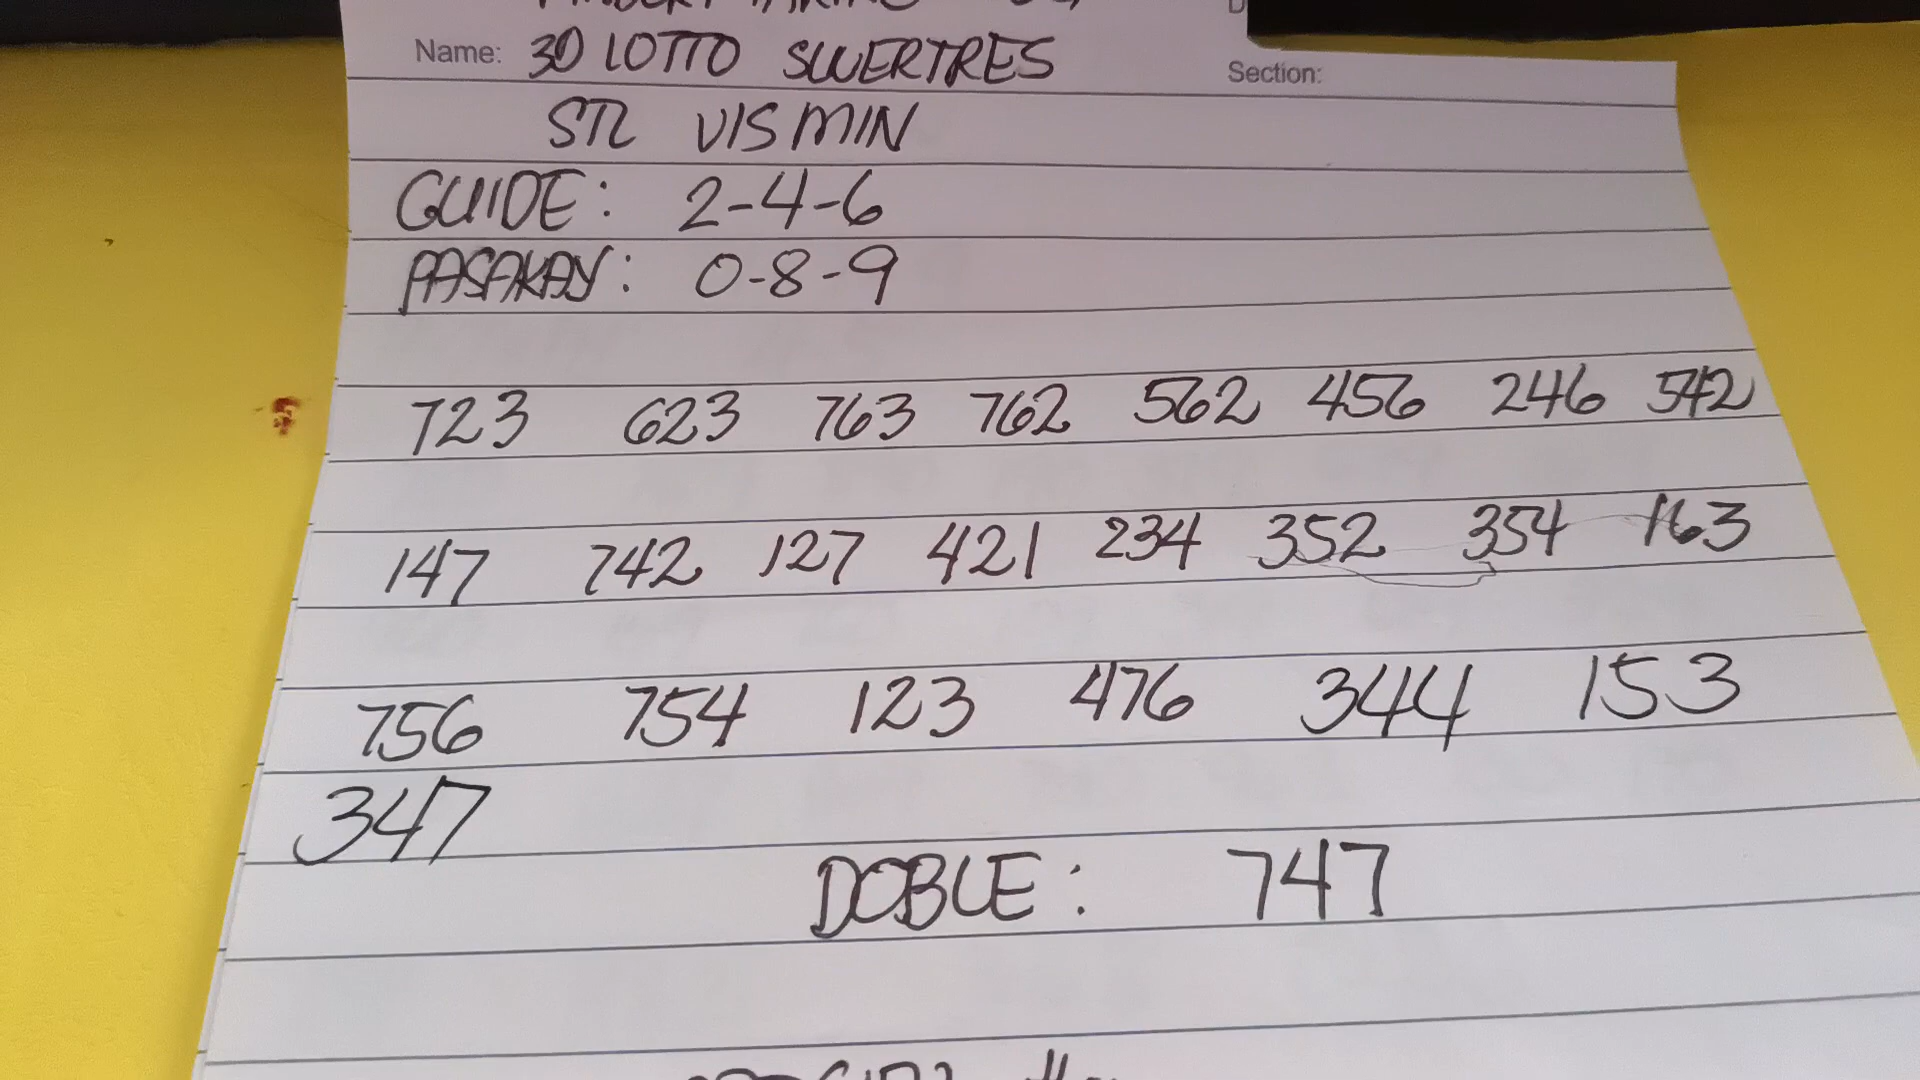 Name: 3D LOTTO SWERTRES Section:
STL VISMIN
GUIDE: 2-4-6
PASAKAY: 0-8-9
723 623 763 762 562 456 246 542
147 742 127 421 234 352 354 163
756 754 123 476 344 153
347
DOBLE: 747